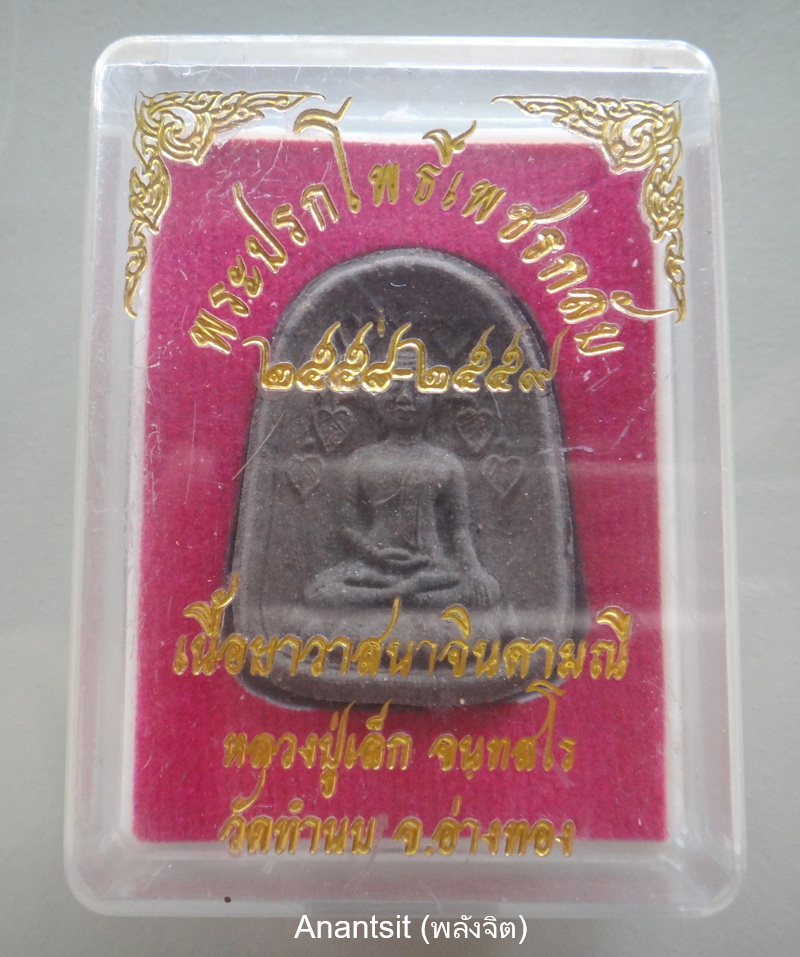 พระปรกโพธิ์เพชรกลับ
๒๕๕๘-๒๕๕๙
เนื้อยาวาสนาจินดามณี
หลวงปู่เล็ก จนฺทสโร
วัดทำนบ จ.อ่างทอง
Anantsit (พลังจิต)